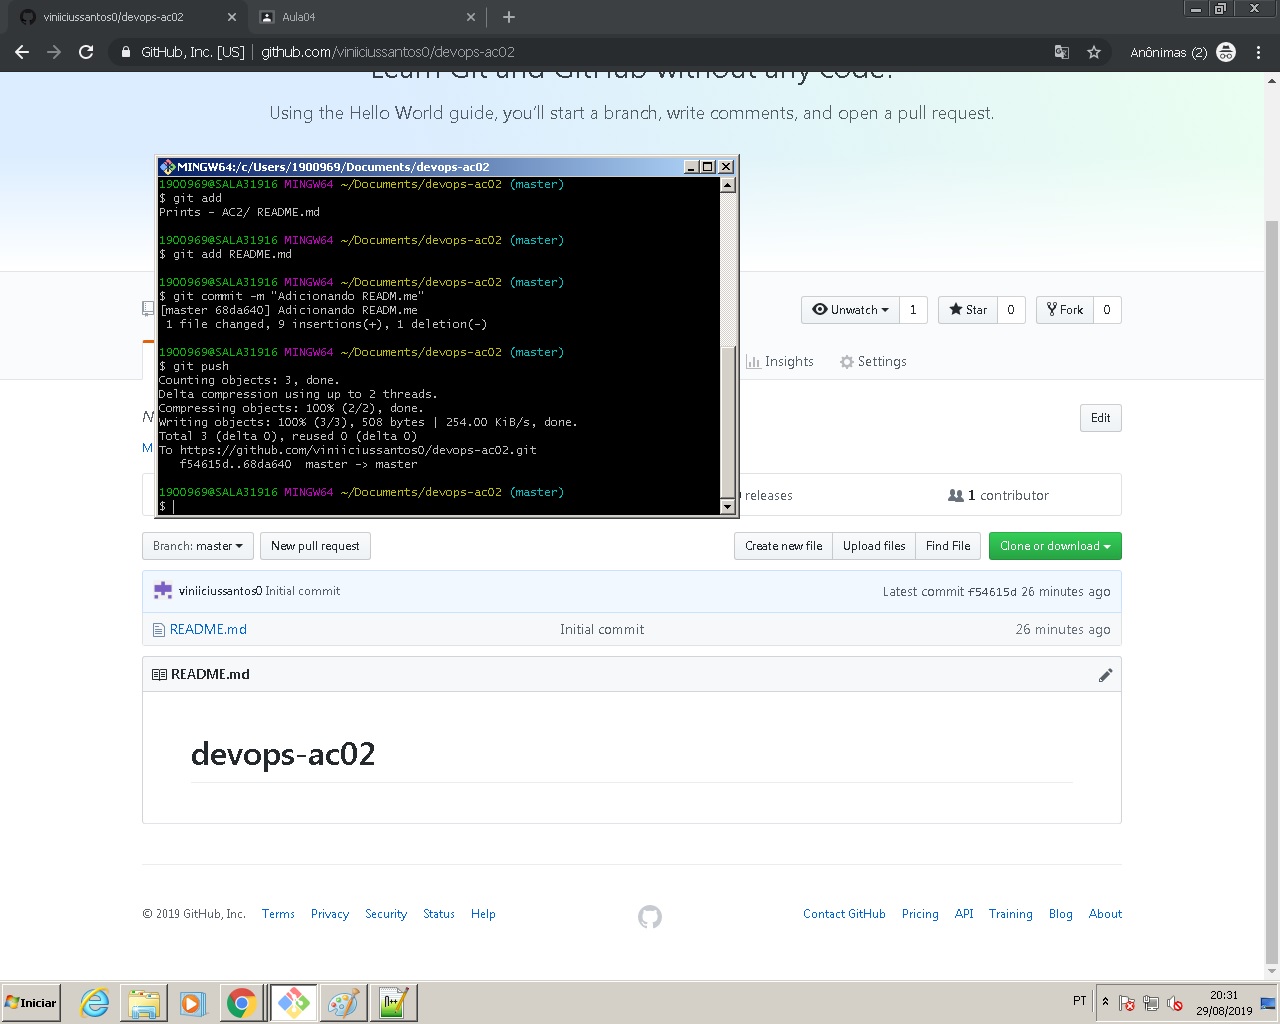 viniiciussantos0/devops-ac02
Aula04
GitHub, Inc. [US]
github.com/viniiciussantos0/devops-ac02
Anônimas (2)
Learn Git and GitHub without any code!
Using the Hello World guide, you'll start a branch, write comments, and open a pull request.
MINGW64:/c/Users/1900969/Documents/devops-ac02
1900969@SALA31916 MINGW64 ~/Documents/devops-ac02 (master)
$ git add
Prints - AC2/ README.md
1900969@SALA31916 MINGW64 ~/Documents/devops-ac02 (master)
$ git add README.md
1900969@SALA31916 MINGW64 ~/Documents/devops-ac02 (master)
$ git commit -m "Adicionando READM.me"
[master 68da640] Adicionando READM.me
1 file changed, 9 insertions(+), 1 deletion(-)
1900969@SALA31916 MINGW64 ~/Documents/devops-ac02 (master)
$ git push
Counting objects: 3, done.
Delta compression using up to 2 threads.
Compressing objects: 100% (2/2), done.
Writing objects: 100% (3/3), 508 bytes | 254.00 KiB/s, done.
Total 3 (delta 0), reused 0 (delta 0)
To https://github.com/viniiciussantos0/devops-ac02.git
f54615d..68da640 master -> master
1900969@SALA31916 MINGW64 ~/Documents/devops-ac02 (master)
$
Unwatch 1 Star 0 Fork 0
Insights Settings
Edit
releases
1 contributor
Branch: master
New pull request
Create new file
Upload files
Find File
Clone or download
viniiciussantos0 Initial commit
Latest commit f54615d 26 minutes ago
README.md
Initial commit
26 minutes ago
README.md
devops-ac02
© 2019 GitHub, Inc. Terms Privacy Security Status Help
Contact GitHub Pricing API Training Blog About
Iniciar
PT
20:31
29/08/2019